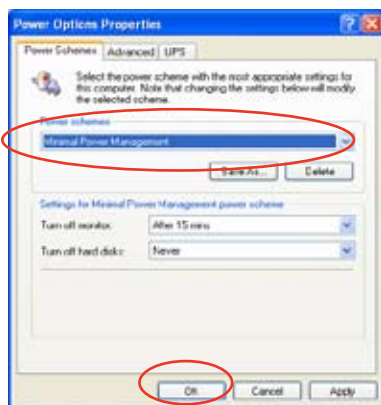 Power Options Properties
Power Schemes Advanced UPS
Select the power scheme with the most appropriate settings for
this computer. Note that changing the settings below will modify
the selected scheme.
Power schemes
Minimal Power Management
Save As... Delete
Settings for Minimal Power Management power scheme
Turn off monitor: After 15 mins
Turn off hard disks: Never
OK Cancel Apply